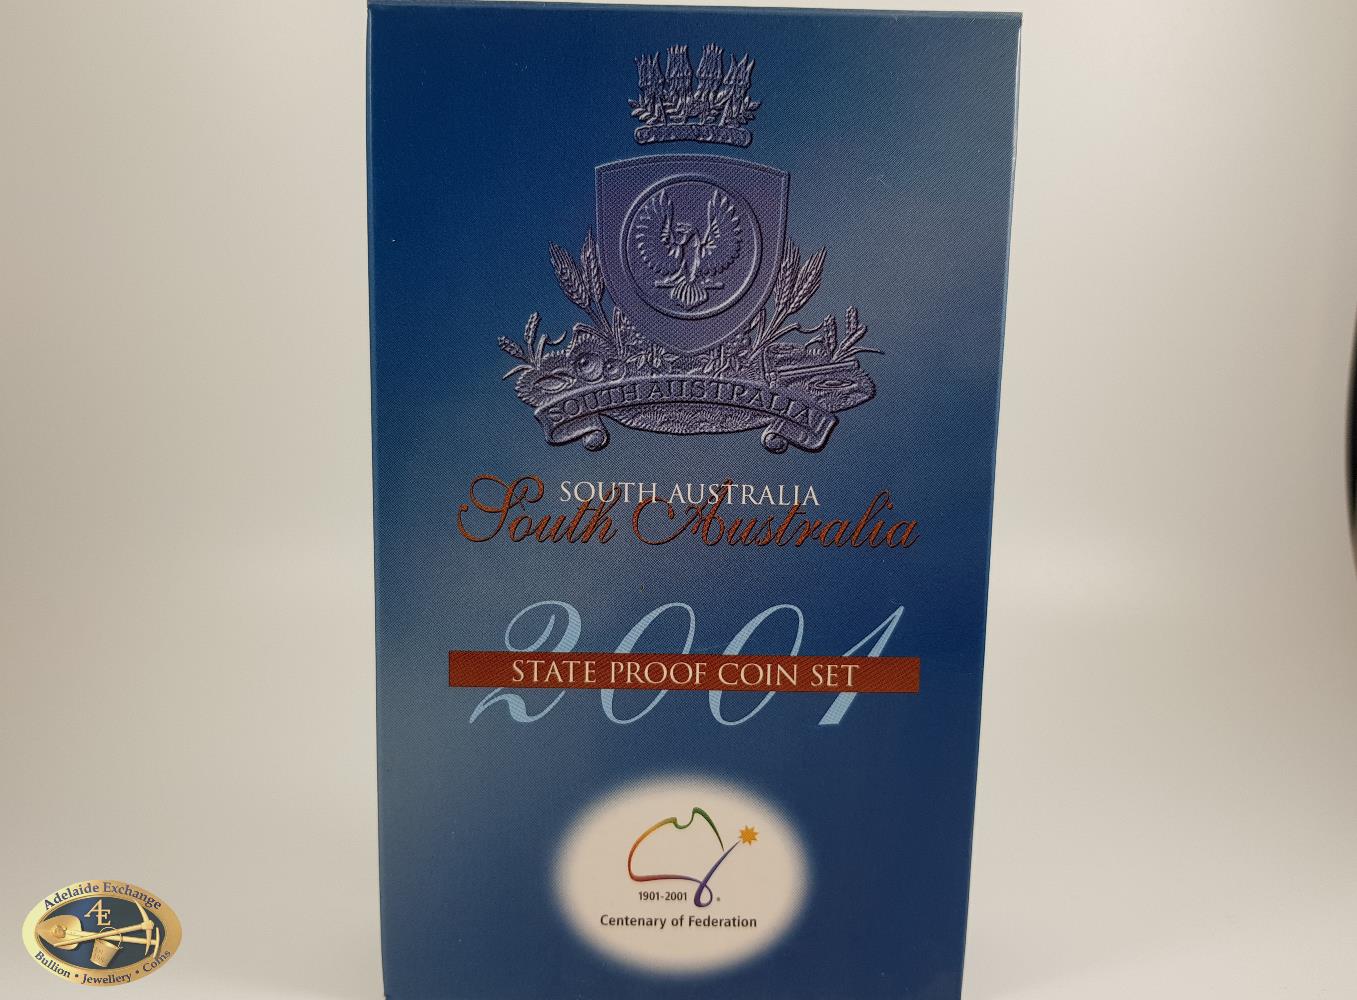 SOUTH AUSTRALIA
SOUTH AUSTRALIA
South Australia
2001
STATE PROOF COIN SET
1901-2001
Centenary of Federation
Adelaide Exchange
AE
Bullion • Jewellery • Coins